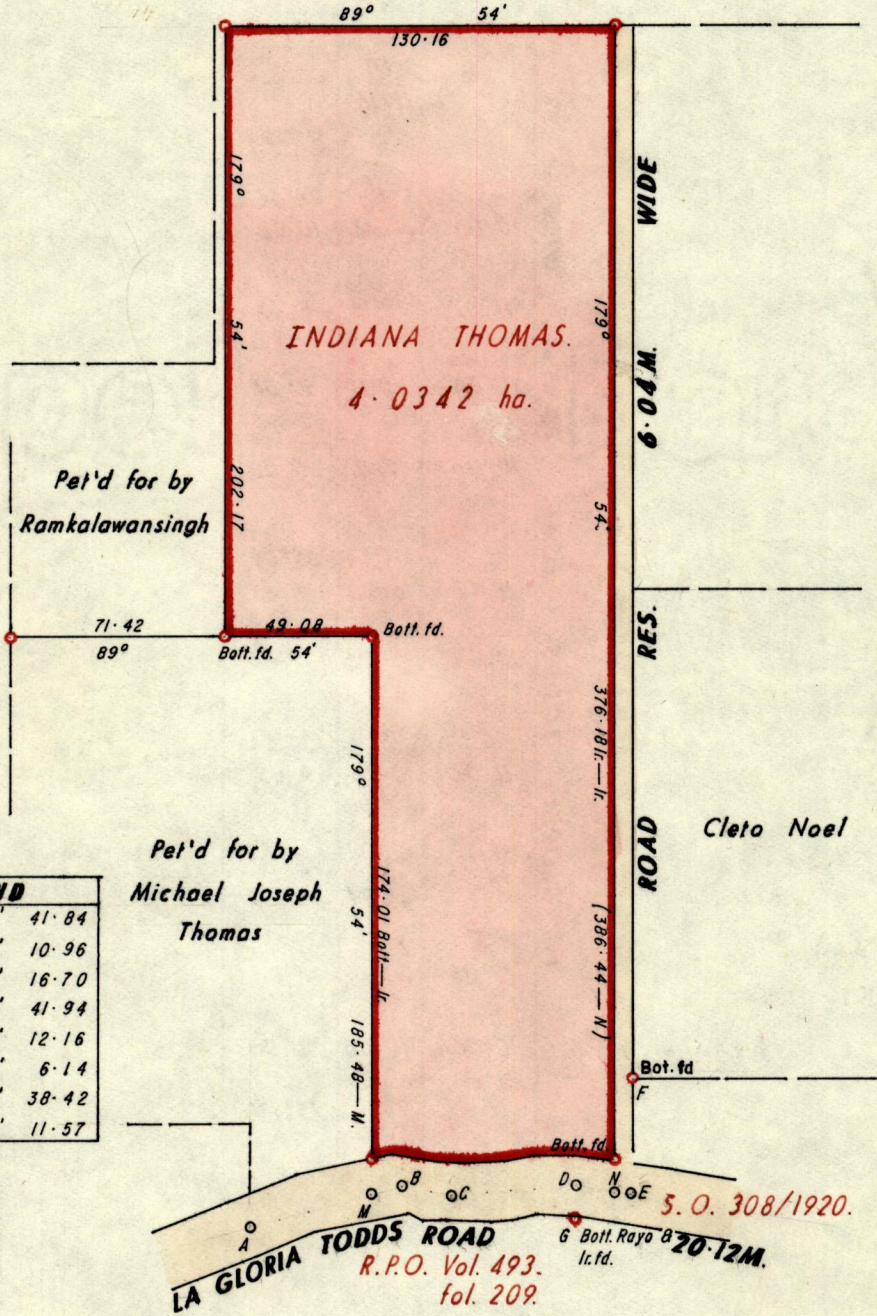 89° 54'
130·16
179° 54' 202·17
INDIANA THOMAS.
4·0342 ha.
179° 54' 376·18 Ir.—Ir. (386·44—N)
WIDE 6·04M. RES. ROAD
Pet'd for by
Ramkalawansingh
71·42
89°
49·08
54'
Bott. fd.
Bott. fd.
179° 54'
174·01 Bott—Ir.
185·48—M.
Pet'd for by
Michael Joseph
Thomas
Cleto Noel
41·84
10·96
16·70
41·94
12·16
6·14
38·42
11·57
Bot. fd
F
Bott. fd.
A
M
B
C
D
N
E
S.O. 308/1920.
G Bott. Rayo &
Ir. fd.
LA GLORIA TODDS ROAD
20·12M.
R.P.O. Vol. 493.
fol. 209.